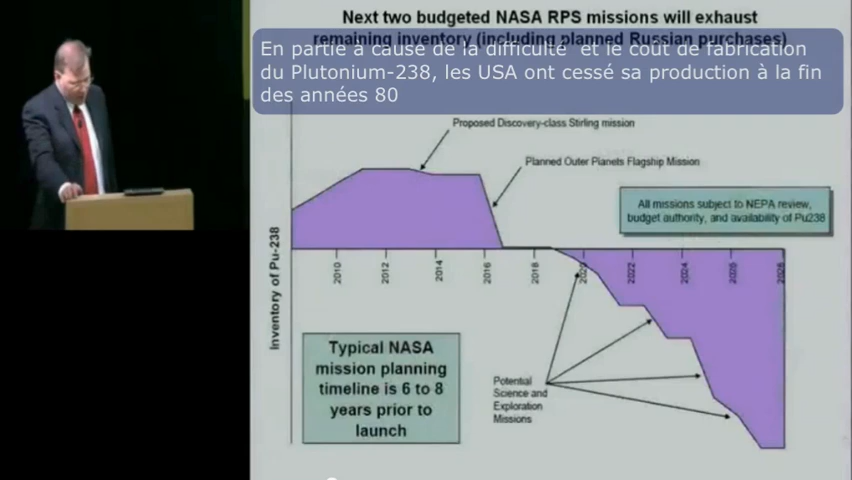 Next two budgeted NASA RPS missions will exhaust
remaining inventory (including planned Russian purchases)
En partie à cause de la difficulté et le coût de fabrication
du Plutonium-238, les USA ont cessé sa production à la fin
des années 80
Proposed Discovery-class Stirling mission
Planned Outer Planets Flagship Mission
All missions subject to NEPA review,
budget authority, and availability of Pu238
Inventory of Pu-238
2010
2012
2014
2016
2018
2020
2022
2024
2026
2028
Typical NASA
mission planning
timeline is 6 to 8
years prior to
launch
Potential
Science and
Exploration
Missions